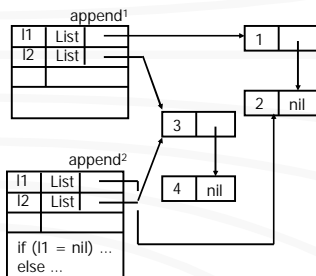 append1
l1 List
l2 List
1
2 nil
3
4 nil
append2
l1 List
l2 List
if (l1 = nil) ...
else ...